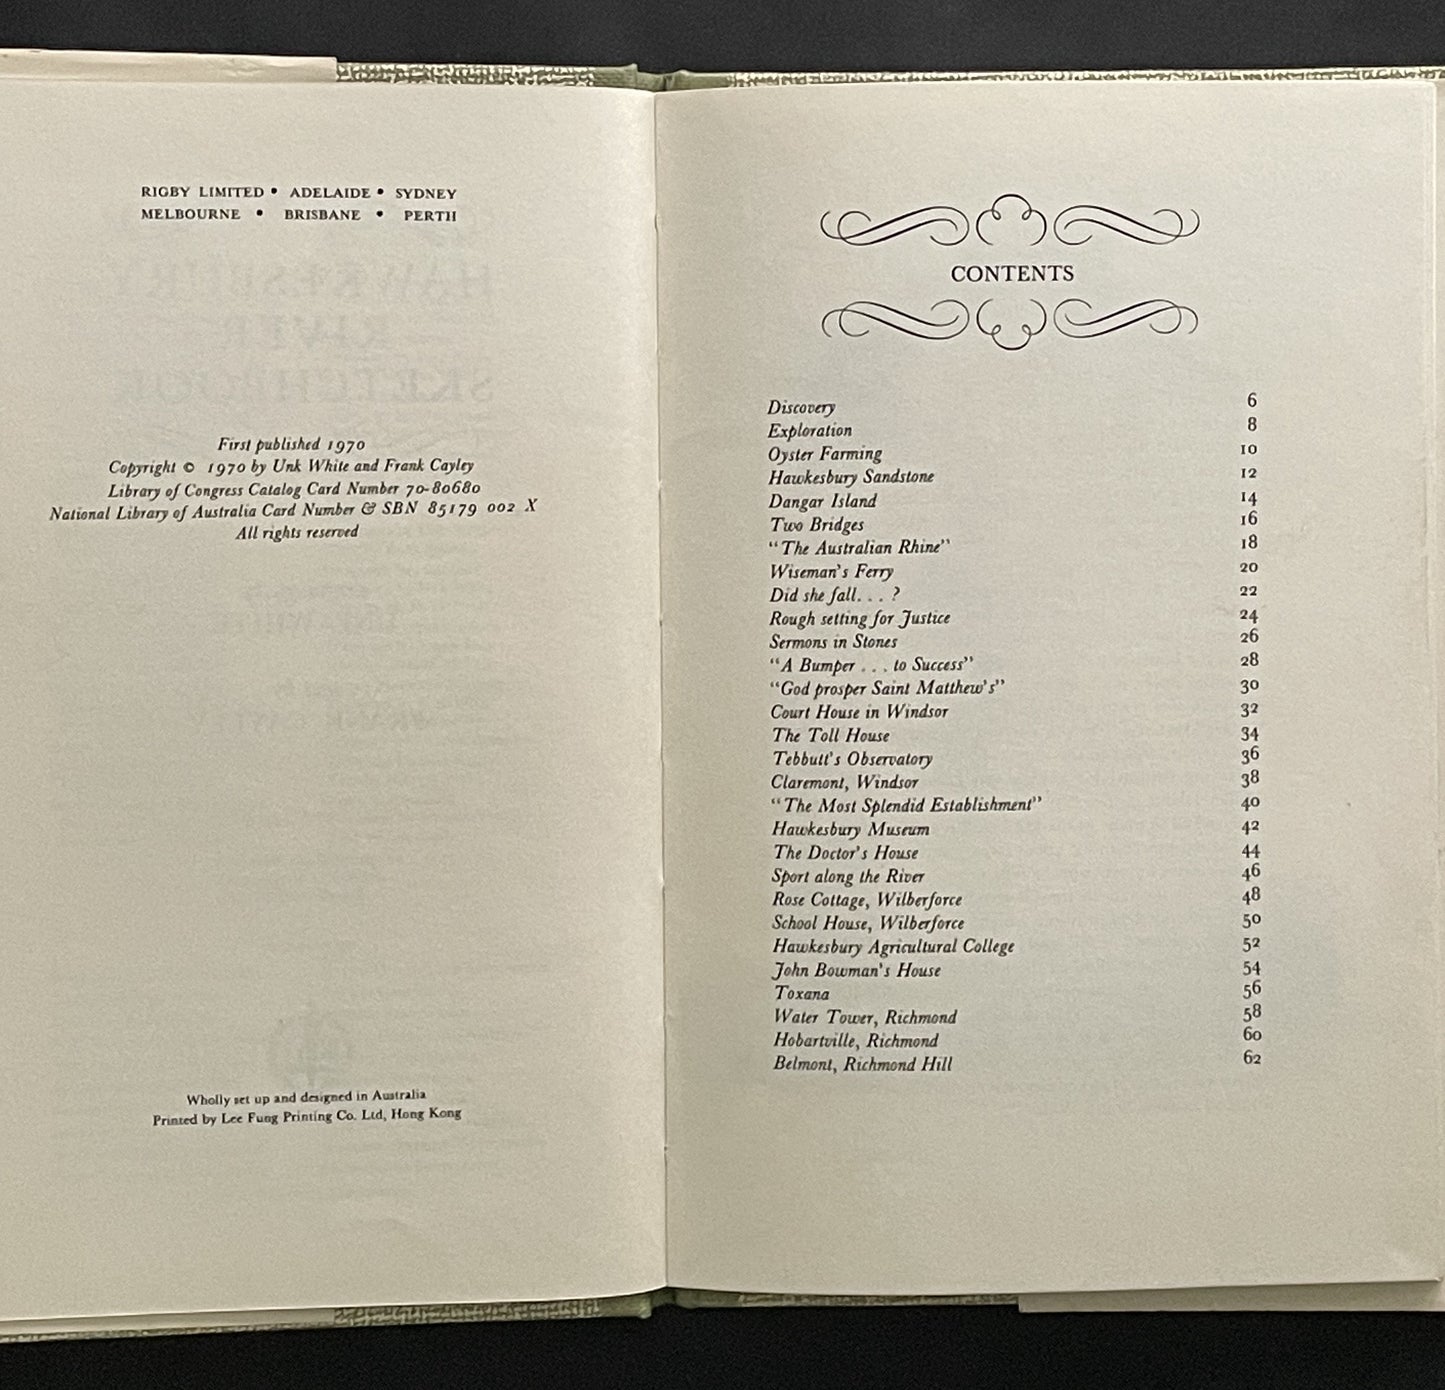 RIGBY LIMITED • ADELAIDE • SYDNEY
MELBOURNE • BRISBANE • PERTH
First published 1970
Copyright © 1970 by Unk White and Frank Cayley
Library of Congress Catalog Card Number 70-80680
National Library of Australia Card Number & SBN 85179 002 X
All rights reserved
Wholly set up and designed in Australia
Printed by Lee Fung Printing Co. Ltd, Hong Kong
CONTENTS
Discovery 6
Exploration 8
Oyster Farming 10
Hawkesbury Sandstone 12
Dangar Island 14
Two Bridges 16
“The Australian Rhine” 18
Wiseman's Ferry 20
Did she fall. . . ? 22
Rough setting for Justice 24
Sermons in Stones 26
“A Bumper . . . to Success” 28
“God prosper Saint Matthew's” 30
Court House in Windsor 32
The Toll House 34
Tebbutt's Observatory 36
Claremont, Windsor 38
“The Most Splendid Establishment” 40
Hawkesbury Museum 42
The Doctor's House 44
Sport along the River 46
Rose Cottage, Wilberforce 48
School House, Wilberforce 50
Hawkesbury Agricultural College 52
John Bowman's House 54
Toxana 56
Water Tower, Richmond 58
Hobartville, Richmond 60
Belmont, Richmond Hill 62